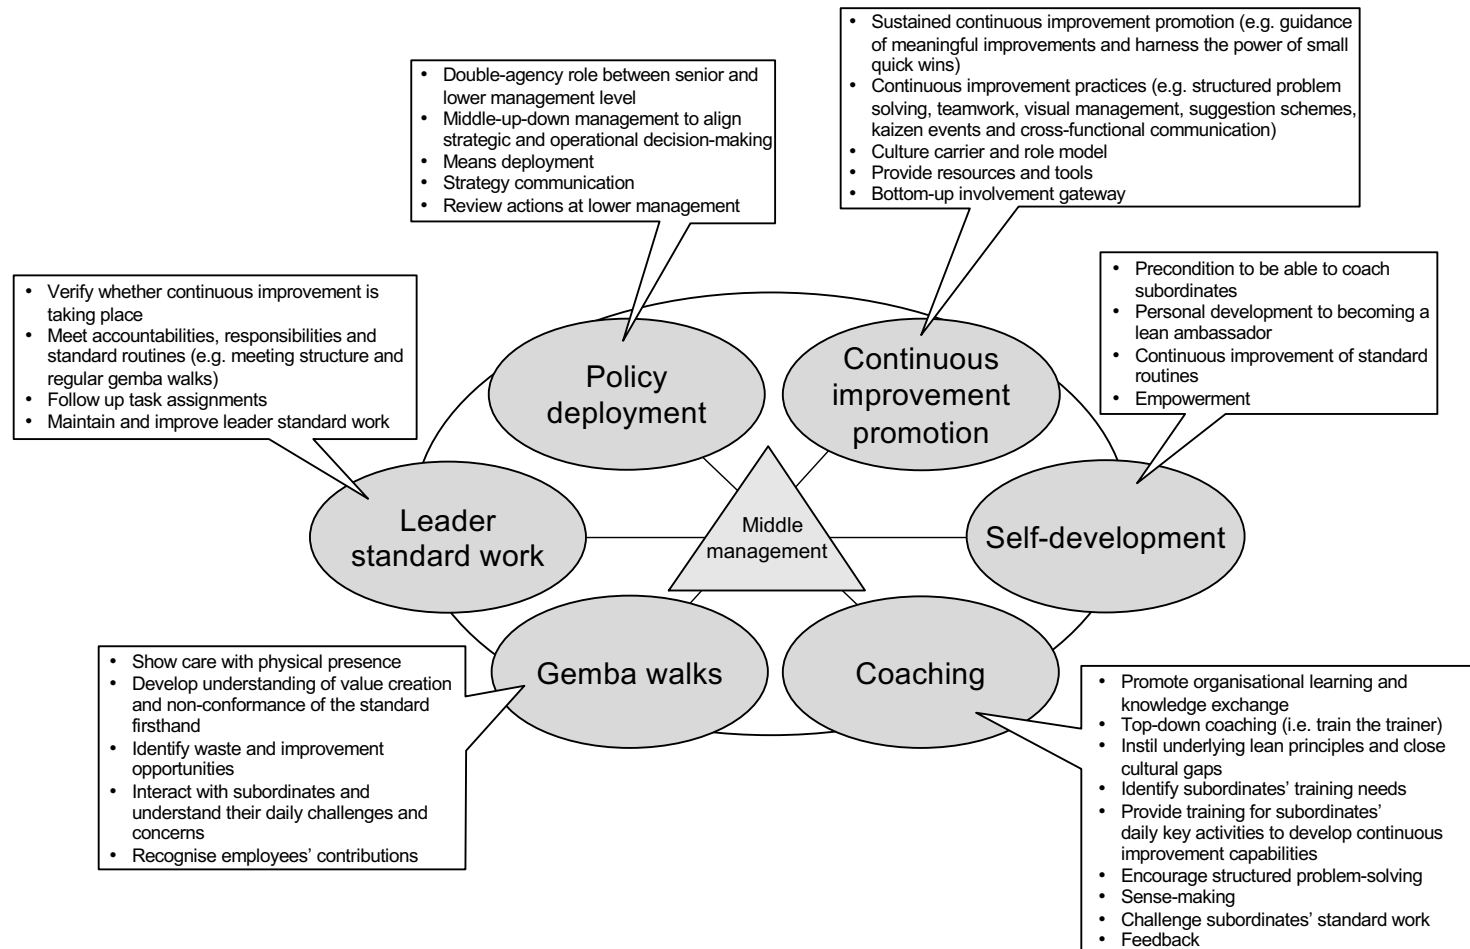 • Sustained continuous improvement promotion (e.g. guidance
of meaningful improvements and harness the power of small
quick wins)
• Continuous improvement practices (e.g. structured problem
solving, teamwork, visual management, suggestion schemes,
kaizen events and cross-functional communication)
• Culture carrier and role model
• Provide resources and tools
• Bottom-up involvement gateway
• Double-agency role between senior and
lower management level
• Middle-up-down management to align
strategic and operational decision-making
• Means deployment
• Strategy communication
• Review actions at lower management
• Precondition to be able to coach
subordinates
• Personal development to becoming a
lean ambassador
• Continuous improvement of standard
routines
• Empowerment
• Verify whether continuous improvement is
taking place
• Meet accountabilities, responsibilities and
standard routines (e.g. meeting structure and
regular gemba walks)
• Follow up task assignments
• Maintain and improve leader standard work
Policy
deployment
Continuous
improvement
promotion
Leader
standard work
Middle
management
Self-development
Gemba walks
Coaching
• Show care with physical presence
• Develop understanding of value creation
and non-conformance of the standard
firsthand
• Identify waste and improvement
opportunities
• Interact with subordinates and
understand their daily challenges and
concerns
• Recognise employees’ contributions
• Promote organisational learning and
knowledge exchange
• Top-down coaching (i.e. train the trainer)
• Instil underlying lean principles and close
cultural gaps
• Identify subordinates’ training needs
• Provide training for subordinates’
daily key activities to develop continuous
improvement capabilities
• Encourage structured problem-solving
• Sense-making
• Challenge subordinates’ standard work
• Feedback